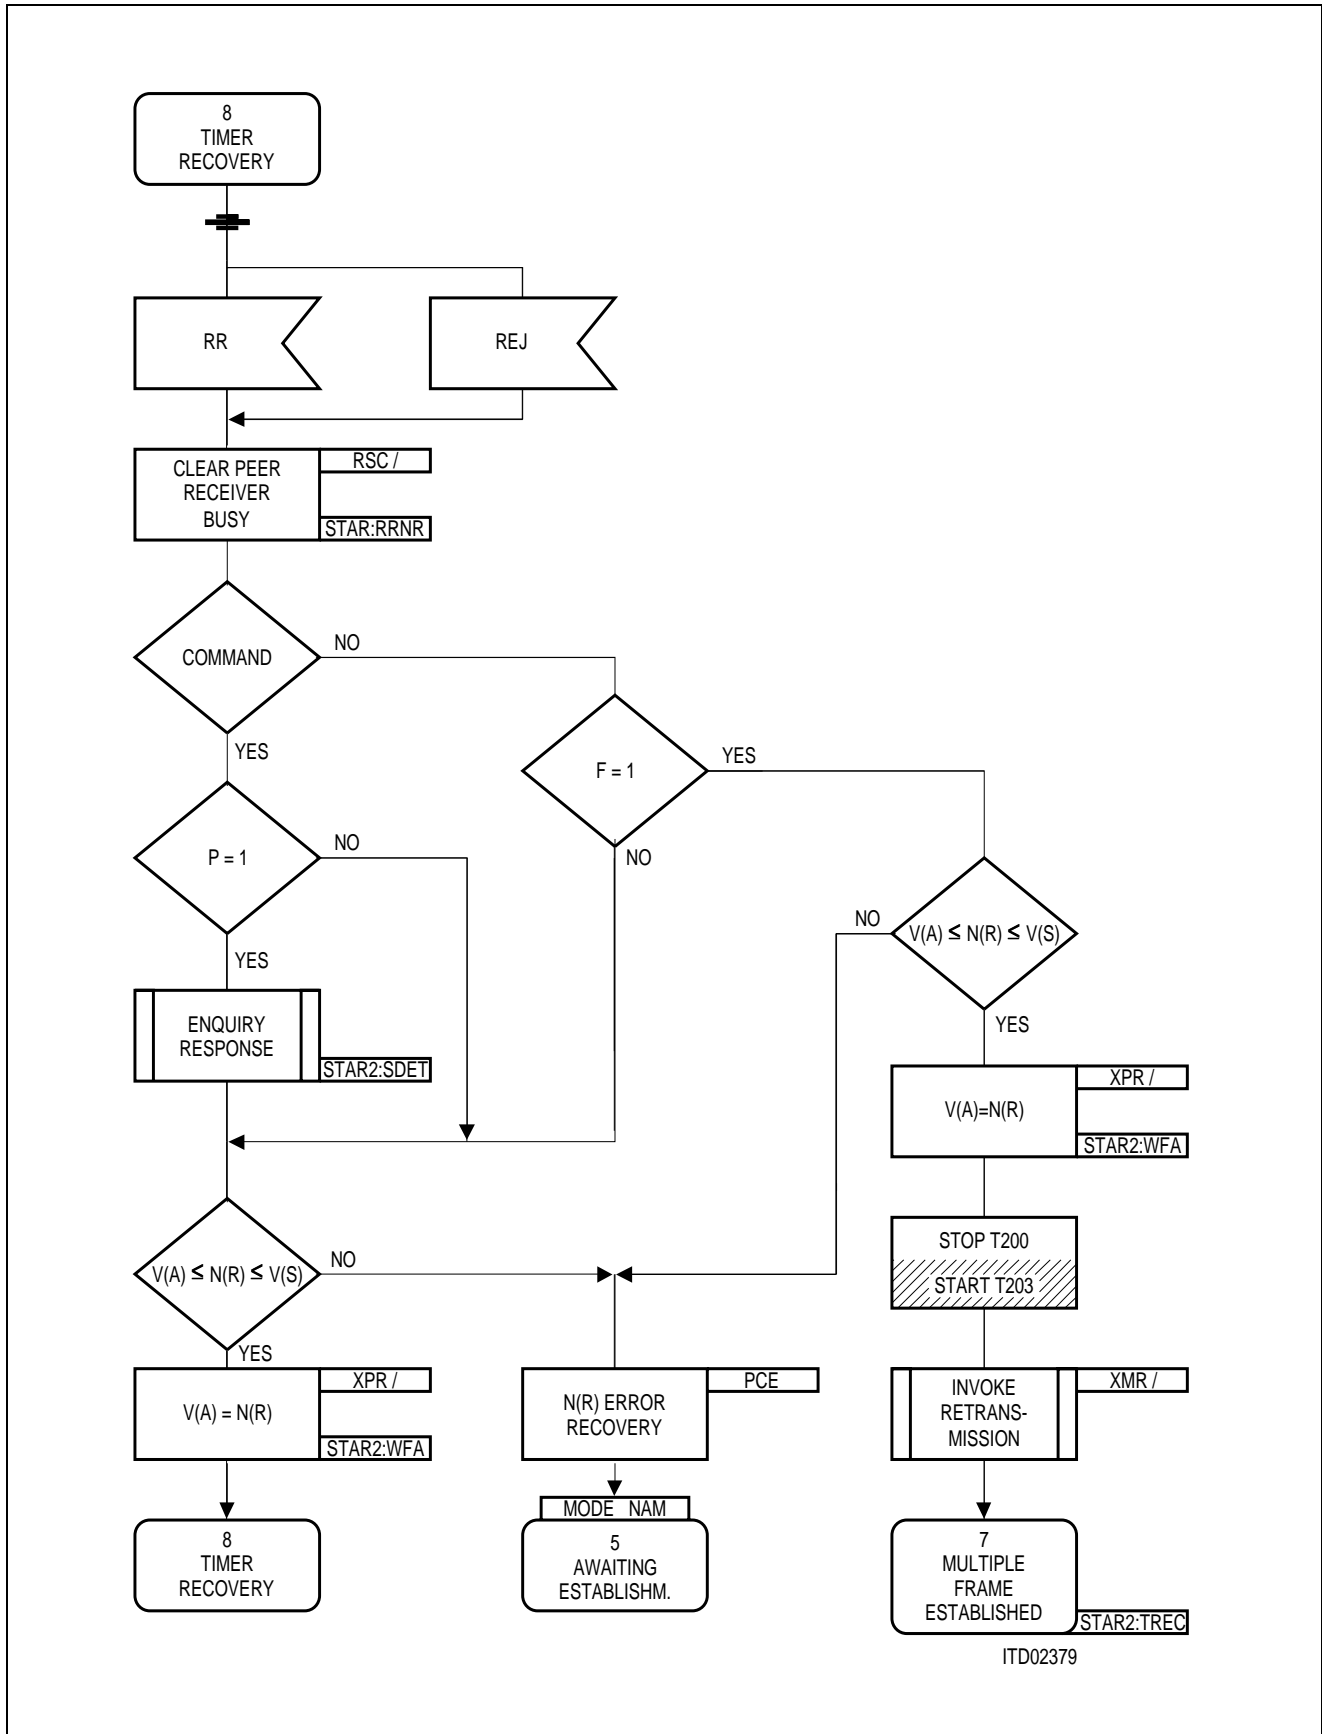 8
TIMER
RECOVERY
RR
REJ
CLEAR PEER
RECEIVER
BUSY
RSC /
STAR:RRNR
COMMAND
NO
YES
F = 1
YES
NO
P = 1
NO
YES
V(A) ≤ N(R) ≤ V(S)
NO
YES
ENQUIRY
RESPONSE
STAR2:SDET
V(A)=N(R)
XPR /
STAR2:WFA
STOP T200
START T203
V(A) ≤ N(R) ≤ V(S)
NO
YES
V(A) = N(R)
XPR /
STAR2:WFA
N(R) ERROR
RECOVERY
PCE
INVOKE
RETRANS-
MISSION
XMR /
8
TIMER
RECOVERY
MODE NAM
5
AWAITING
ESTABLISHM.
7
MULTIPLE
FRAME
ESTABLISHED
STAR2:TREC
ITD02379